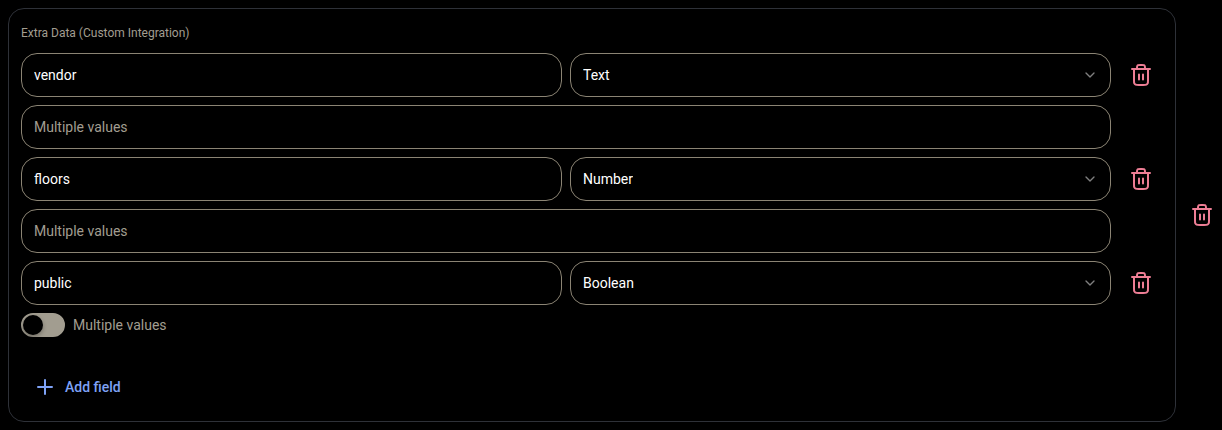 Extra Data (Custom Integration)
vendor
Text
Multiple values
floors
Number
Multiple values
public
Boolean
Multiple values
Add field